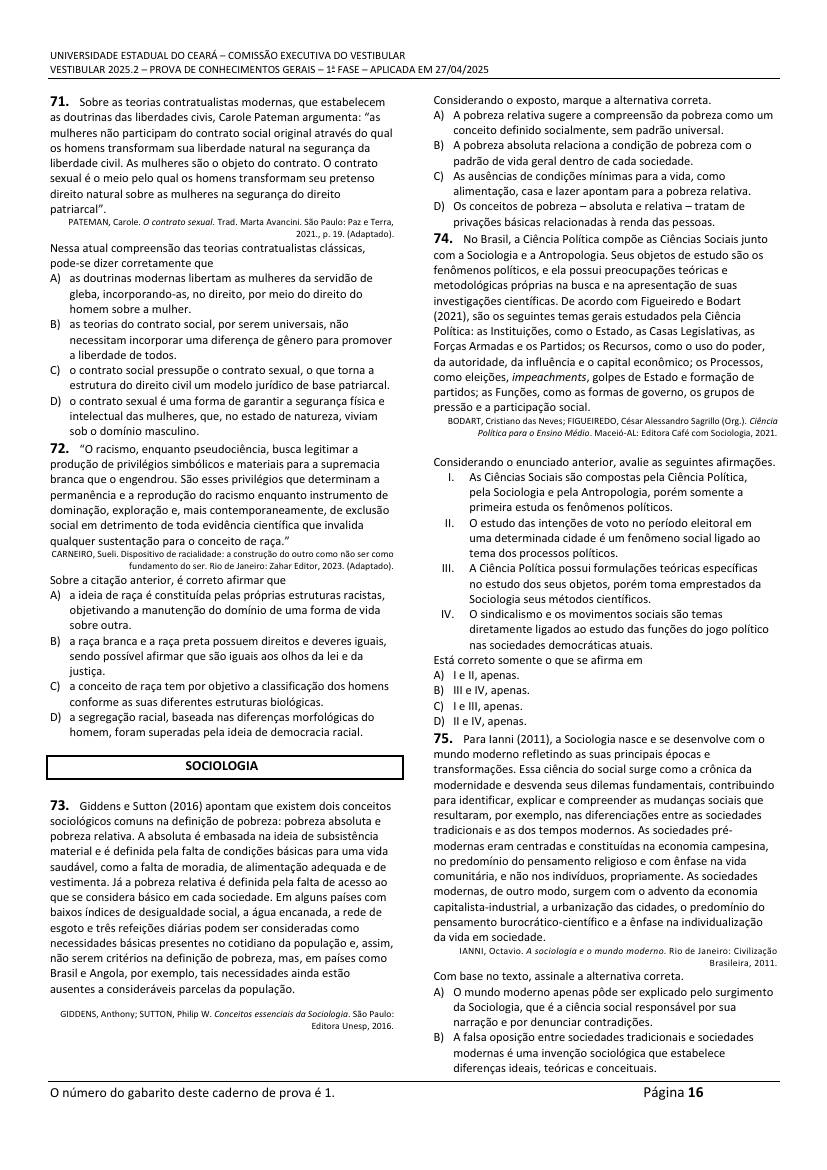 UNIVERSIDADE ESTADUAL DO CEARÁ – COMISSÃO EXECUTIVA DO VESTIBULAR
VESTIBULAR 2025.2 – PROVA DE CONHECIMENTOS GERAIS – 1ª FASE – APLICADA EM 27/04/2025
71. Sobre as teorias contratualistas modernas, que estabelecem
as doutrinas das liberdades civis, Carole Pateman argumenta: “as
mulheres não participam do contrato social original através do qual
os homens transformam sua liberdade natural na segurança da
liberdade civil. As mulheres são o objeto do contrato. O contrato
sexual é o meio pelo qual os homens transformam seu pretenso
direito natural sobre as mulheres na segurança do direito
patriarcal”.
PATEMAN, Carole. O contrato sexual. Trad. Marta Avancini. São Paulo: Paz e Terra,
2021., p. 19. (Adaptado).
Nessa atual compreensão das teorias contratualistas clássicas,
pode-se dizer corretamente que
A) as doutrinas modernas libertam as mulheres da servidão de
gleba, incorporando-as, no direito, por meio do direito do
homem sobre a mulher.
B) as teorias do contrato social, por serem universais, não
necessitam incorporar uma diferença de gênero para promover
a liberdade de todos.
C) o contrato social pressupõe o contrato sexual, o que torna a
estrutura do direito civil um modelo jurídico de base patriarcal.
D) o contrato sexual é uma forma de garantir a segurança física e
intelectual das mulheres, que, no estado de natureza, viviam
sob o domínio masculino.
72. “O racismo, enquanto pseudociência, busca legitimar a
produção de privilégios simbólicos e materiais para a supremacia
branca que o engendrou. São esses privilégios que determinam a
permanência e a reprodução do racismo enquanto instrumento de
dominação, exploração e, mais contemporaneamente, de exclusão
social em detrimento de toda evidência científica que invalida
qualquer sustentação para o conceito de raça.”
CARNEIRO, Sueli. Dispositivo de racialidade: a construção do outro como não ser como
fundamento do ser. Rio de Janeiro: Zahar Editor, 2023. (Adaptado).
Sobre a citação anterior, é correto afirmar que
A) a ideia de raça é constituída pelas próprias estruturas racistas,
objetivando a manutenção do domínio de uma forma de vida
sobre outra.
B) a raça branca e a raça preta possuem direitos e deveres iguais,
sendo possível afirmar que são iguais aos olhos da lei e da
justiça.
C) a conceito de raça tem por objetivo a classificação dos homens
conforme as suas diferentes estruturas biológicas.
D) a segregação racial, baseada nas diferenças morfológicas do
homem, foram superadas pela ideia de democracia racial.
SOCIOLOGIA
73. Giddens e Sutton (2016) apontam que existem dois conceitos
sociológicos comuns na definição de pobreza: pobreza absoluta e
pobreza relativa. A absoluta é embasada na ideia de subsistência
material e é definida pela falta de condições básicas para uma vida
saudável, como a falta de moradia, de alimentação adequada e de
vestimenta. Já a pobreza relativa é definida pela falta de acesso ao
que se considera básico em cada sociedade. Em alguns países com
baixos índices de desigualdade social, a água encanada, a rede de
esgoto e três refeições diárias podem ser consideradas como
necessidades básicas presentes no cotidiano da população e, assim,
não serem critérios na definição de pobreza, mas, em países como
Brasil e Angola, por exemplo, tais necessidades ainda estão
ausentes a consideráveis parcelas da população.
GIDDENS, Anthony; SUTTON, Philip W. Conceitos essenciais da Sociologia. São Paulo:
Editora Unesp, 2016.
Considerando o exposto, marque a alternativa correta.
A) A pobreza relativa sugere a compreensão da pobreza como um
conceito definido socialmente, sem padrão universal.
B) A pobreza absoluta relaciona a condição de pobreza com o
padrão de vida geral dentro de cada sociedade.
C) As ausências de condições mínimas para a vida, como
alimentação, casa e lazer apontam para a pobreza relativa.
D) Os conceitos de pobreza – absoluta e relativa – tratam de
privações básicas relacionadas à renda das pessoas.
74. No Brasil, a Ciência Política compõe as Ciências Sociais junto
com a Sociologia e a Antropologia. Seus objetos de estudo são os
fenômenos políticos, e ela possui preocupações teóricas e
metodológicas próprias na busca e na apresentação de suas
investigações científicas. De acordo com Figueiredo e Bodart
(2021), são os seguintes temas gerais estudados pela Ciência
Política: as Instituições, como o Estado, as Casas Legislativas, as
Forças Armadas e os Partidos; os Recursos, como o uso do poder,
da autoridade, da influência e o capital econômico; os Processos,
como eleições, impeachments, golpes de Estado e formação de
partidos; as Funções, como as formas de governo, os grupos de
pressão e a participação social.
BODART, Cristiano das Neves; FIGUEIREDO, César Alessandro Sagrillo (Org.). Ciência
Política para o Ensino Médio. Maceió-AL: Editora Café com Sociologia, 2021.
Considerando o enunciado anterior, avalie as seguintes afirmações.
I. As Ciências Sociais são compostas pela Ciência Política,
pela Sociologia e pela Antropologia, porém somente a
primeira estuda os fenômenos políticos.
II. O estudo das intenções de voto no período eleitoral em
uma determinada cidade é um fenômeno social ligado ao
tema dos processos políticos.
III. A Ciência Política possui formulações teóricas específicas
no estudo dos seus objetos, porém toma emprestados da
Sociologia seus métodos científicos.
IV. O sindicalismo e os movimentos sociais são temas
diretamente ligados ao estudo das funções do jogo político
nas sociedades democráticas atuais.
Está correto somente o que se afirma em
A) I e II, apenas.
B) III e IV, apenas.
C) I e III, apenas.
D) II e IV, apenas.
75. Para Ianni (2011), a Sociologia nasce e se desenvolve com o
mundo moderno refletindo as suas principais épocas e
transformações. Essa ciência do social surge como a crônica da
modernidade e desvenda seus dilemas fundamentais, contribuindo
para identificar, explicar e compreender as mudanças sociais que
resultaram, por exemplo, nas diferenciações entre as sociedades
tradicionais e as dos tempos modernos. As sociedades pré-
modernas eram centradas e constituídas na economia campesina,
no predomínio do pensamento religioso e com ênfase na vida
comunitária, e não nos indivíduos, propriamente. As sociedades
modernas, de outro modo, surgem com o advento da economia
capitalista-industrial, a urbanização das cidades, o predomínio do
pensamento burocrático-científico e a ênfase na individualização
da vida em sociedade.
IANNI, Octavio. A sociologia e o mundo moderno. Rio de Janeiro: Civilização
Brasileira, 2011.
Com base no texto, assinale a alternativa correta.
A) O mundo moderno apenas pôde ser explicado pelo surgimento
da Sociologia, que é a ciência social responsável por sua
narração e por denunciar contradições.
B) A falsa oposição entre sociedades tradicionais e sociedades
modernas é uma invenção sociológica que estabelece
diferenças ideais, teóricas e conceituais.
O número do gabarito deste caderno de prova é 1.
Página 16